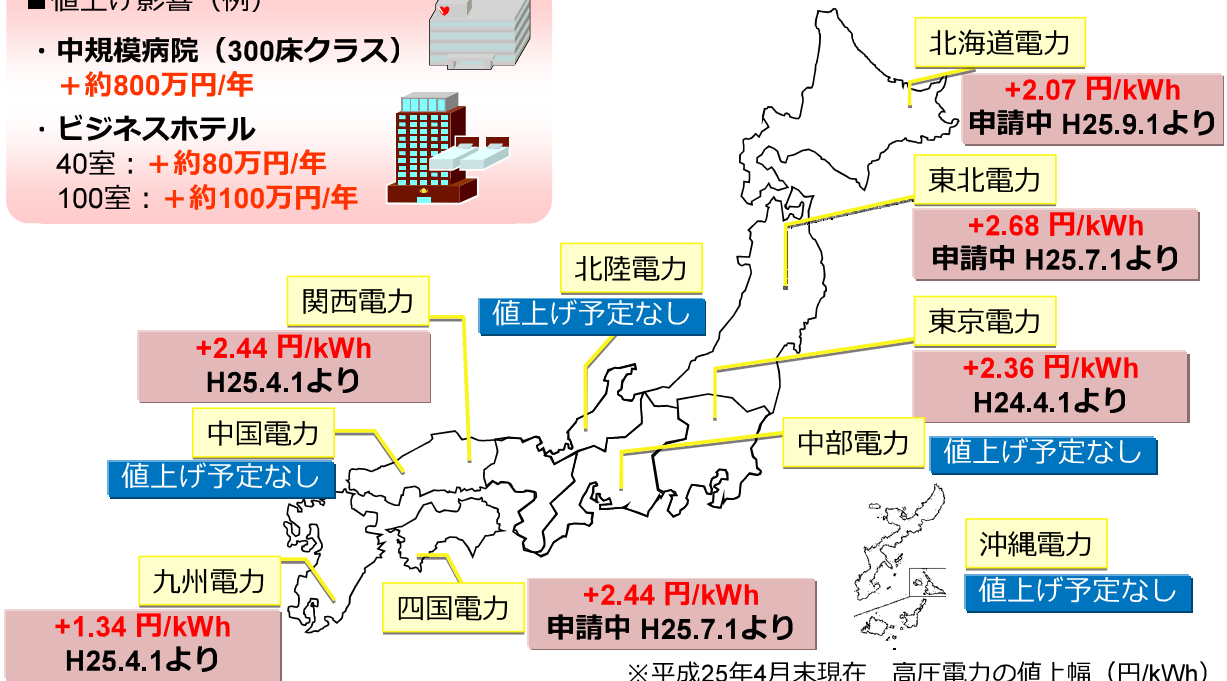 ■値上げ影響（例）
・中規模病院（300床クラス）
＋約800万円/年
・ビジネスホテル
40室：＋約80万円/年
100室：＋約100万円/年
北海道電力
+2.07 円/kWh
申請中 H25.9.1より
東北電力
+2.68 円/kWh
申請中 H25.7.1より
北陸電力
値上げ予定なし
関西電力
+2.44 円/kWh
H25.4.1より
東京電力
+2.36 円/kWh
H24.4.1より
中国電力
値上げ予定なし
中部電力
値上げ予定なし
沖縄電力
値上げ予定なし
九州電力
+1.34 円/kWh
H25.4.1より
四国電力
+2.44 円/kWh
申請中 H25.7.1より
※平成25年4月末現在　高圧電力の値上幅（円/kWh）